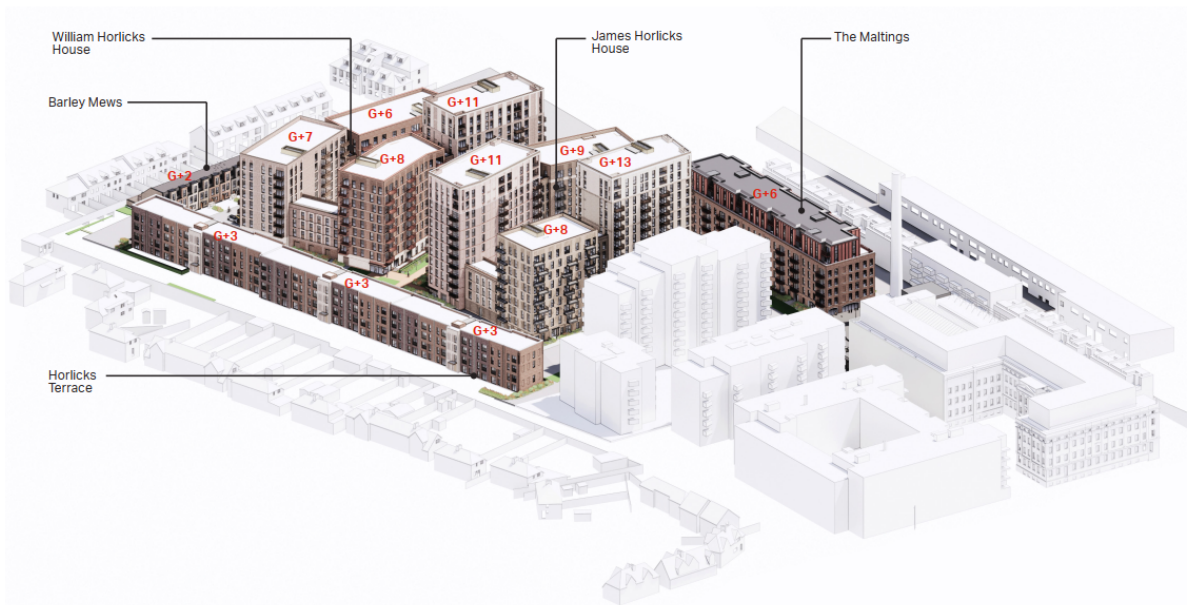 William Horlicks
House
James Horlicks
House
The Maltings
Barley Mews
G+11
G+6
G+7
G+8
G+11
G+9
G+13
G+2
G+6
G+3
G+8
G+3
G+3
Horlicks
Terrace